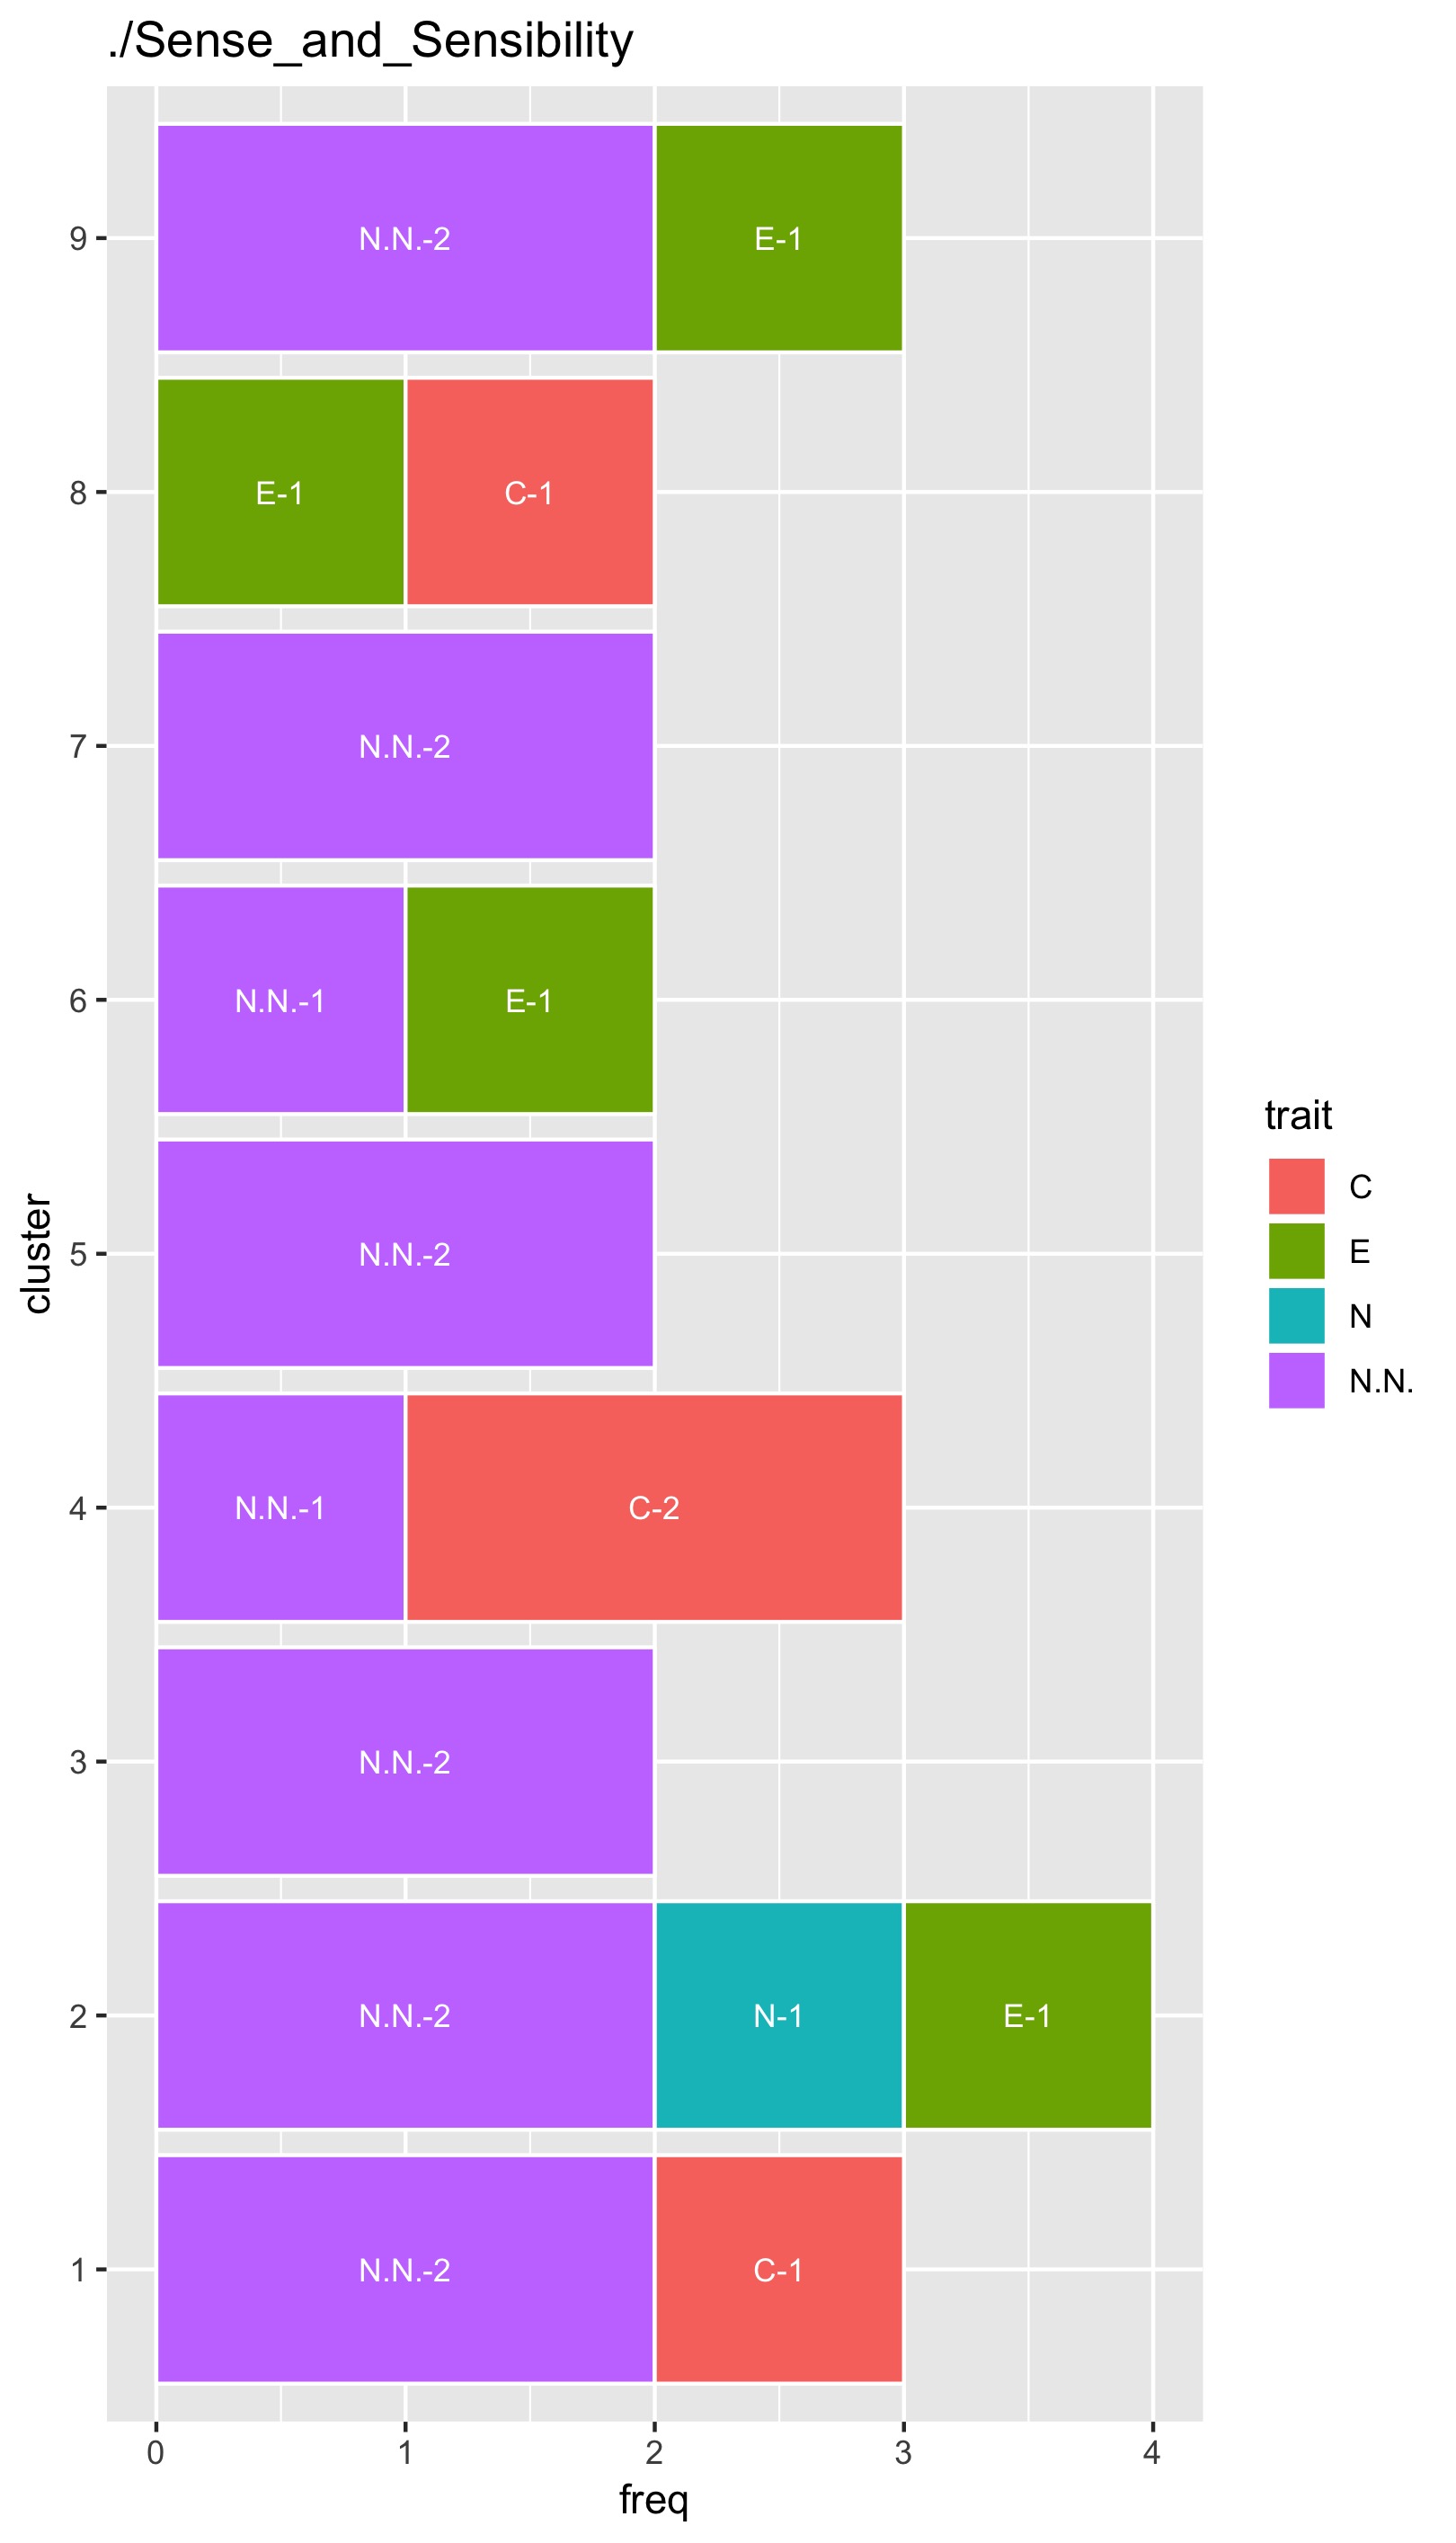 ./Sense_and_Sensibility
9
N.N.-2 E-1
8
E-1 C-1
7
N.N.-2
6
N.N.-1 E-1
5
N.N.-2
4
N.N.-1 C-2
3
N.N.-2
2
N.N.-2 N-1 E-1
1
N.N.-2 C-1
0 1 2 3 4
freq
cluster
trait
C
E
N
N.N.